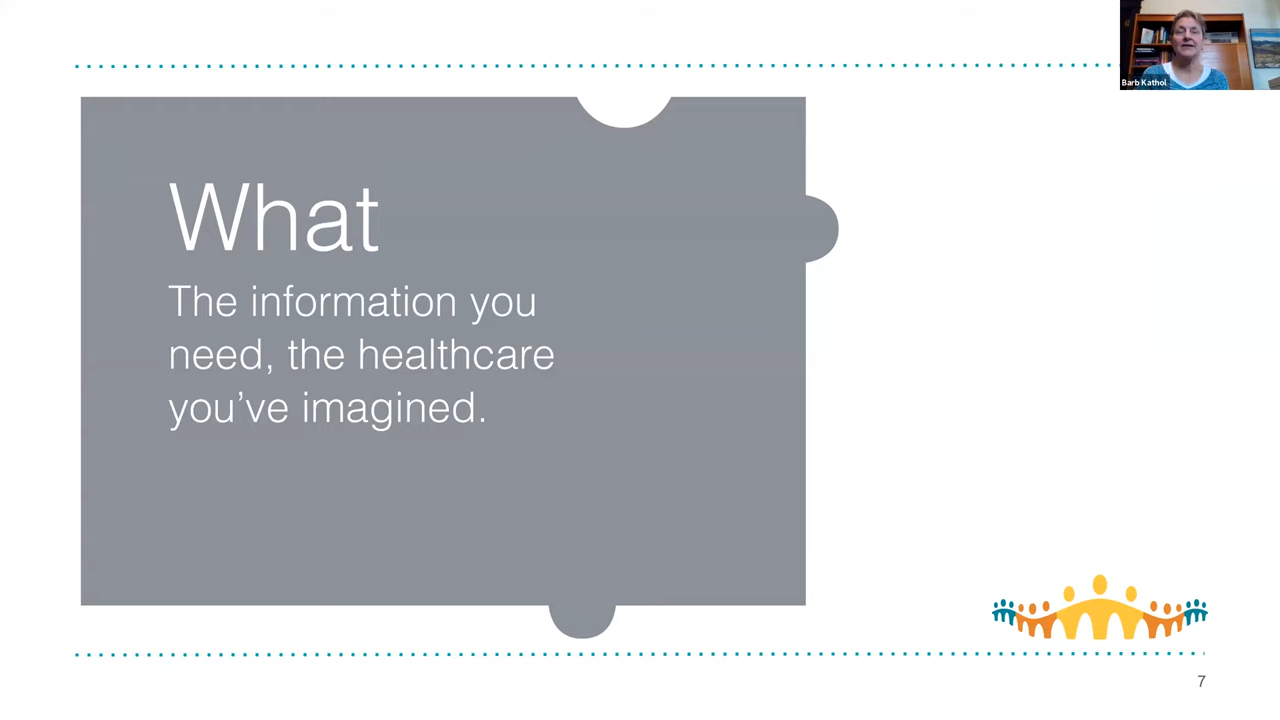 Barb Kathol
What
The information you
need, the healthcare
you’ve imagined.
7